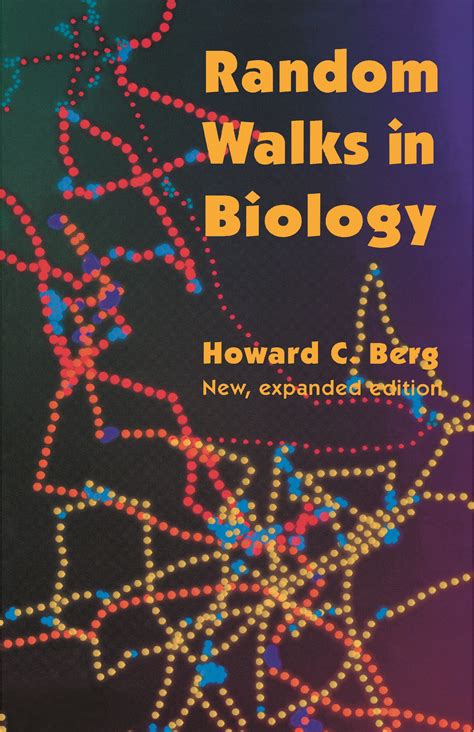 Random
Walks in
Biology
Howard C. Berg
New, expanded edition